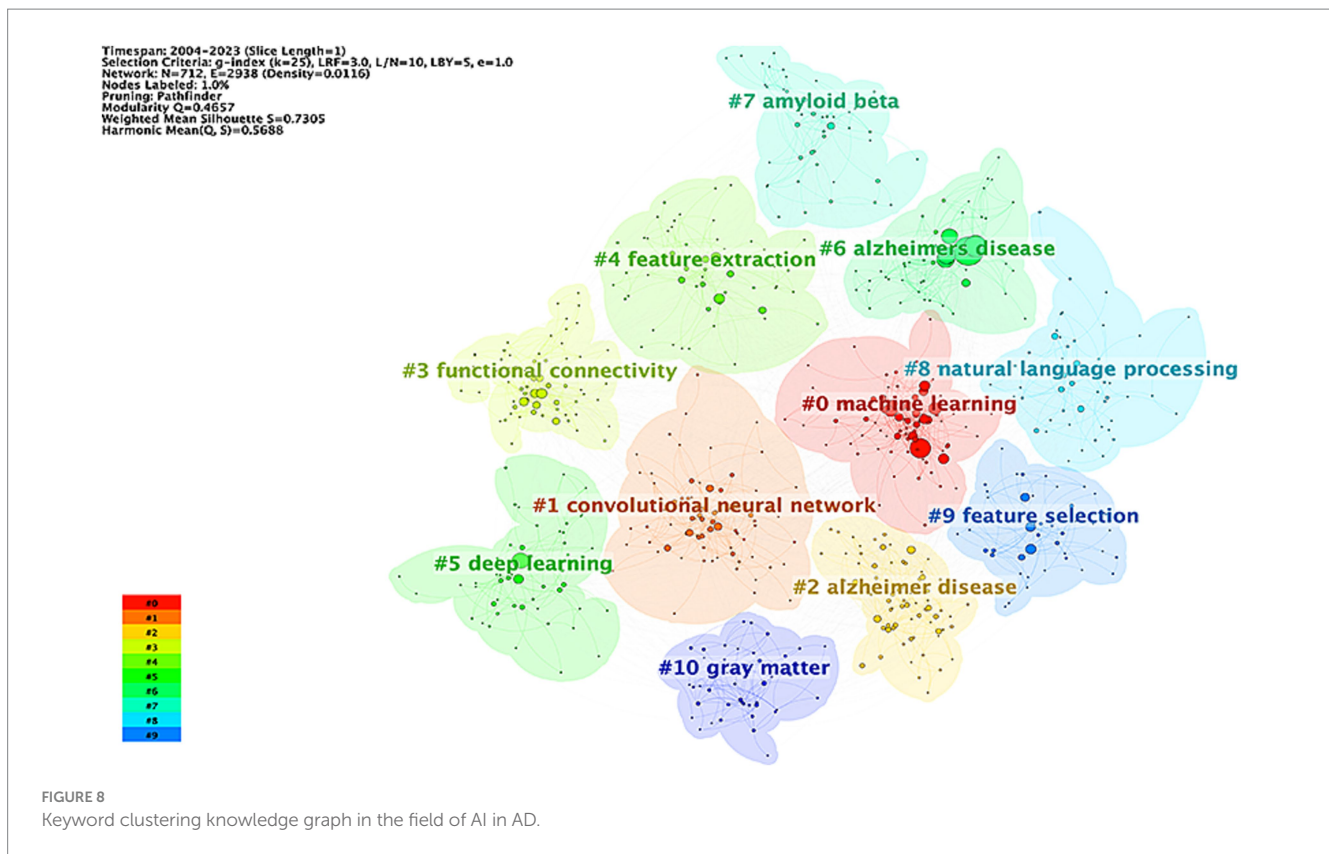 Timespan: 2004-2023 (Slice Length=1)
Selection Criteria: g-index (k=25), LRF=3.0, L/N=10, LBY=5, e=1.0
Network: N=712, E=2938 (Density=0.0116)
Nodes Labeled: 1.0%
Pruning: Pathfinder
Modularity Q=0.4657
Weighted Mean Silhouette S=0.7305
Harmonic Mean(Q, S)=0.5688
#7 amyloid beta
#6 alzheimers disease
#4 feature extraction
#3 functional connectivity
#8 natural language processing
#0 machine learning
#1 convolutional neural network
#9 feature selection
#5 deep learning
#2 alzheimer disease
#10 gray matter
#0
#1
#2
#3
#4
#5
#6
#7
#8
#9
FIGURE 8
Keyword clustering knowledge graph in the field of AI in AD.